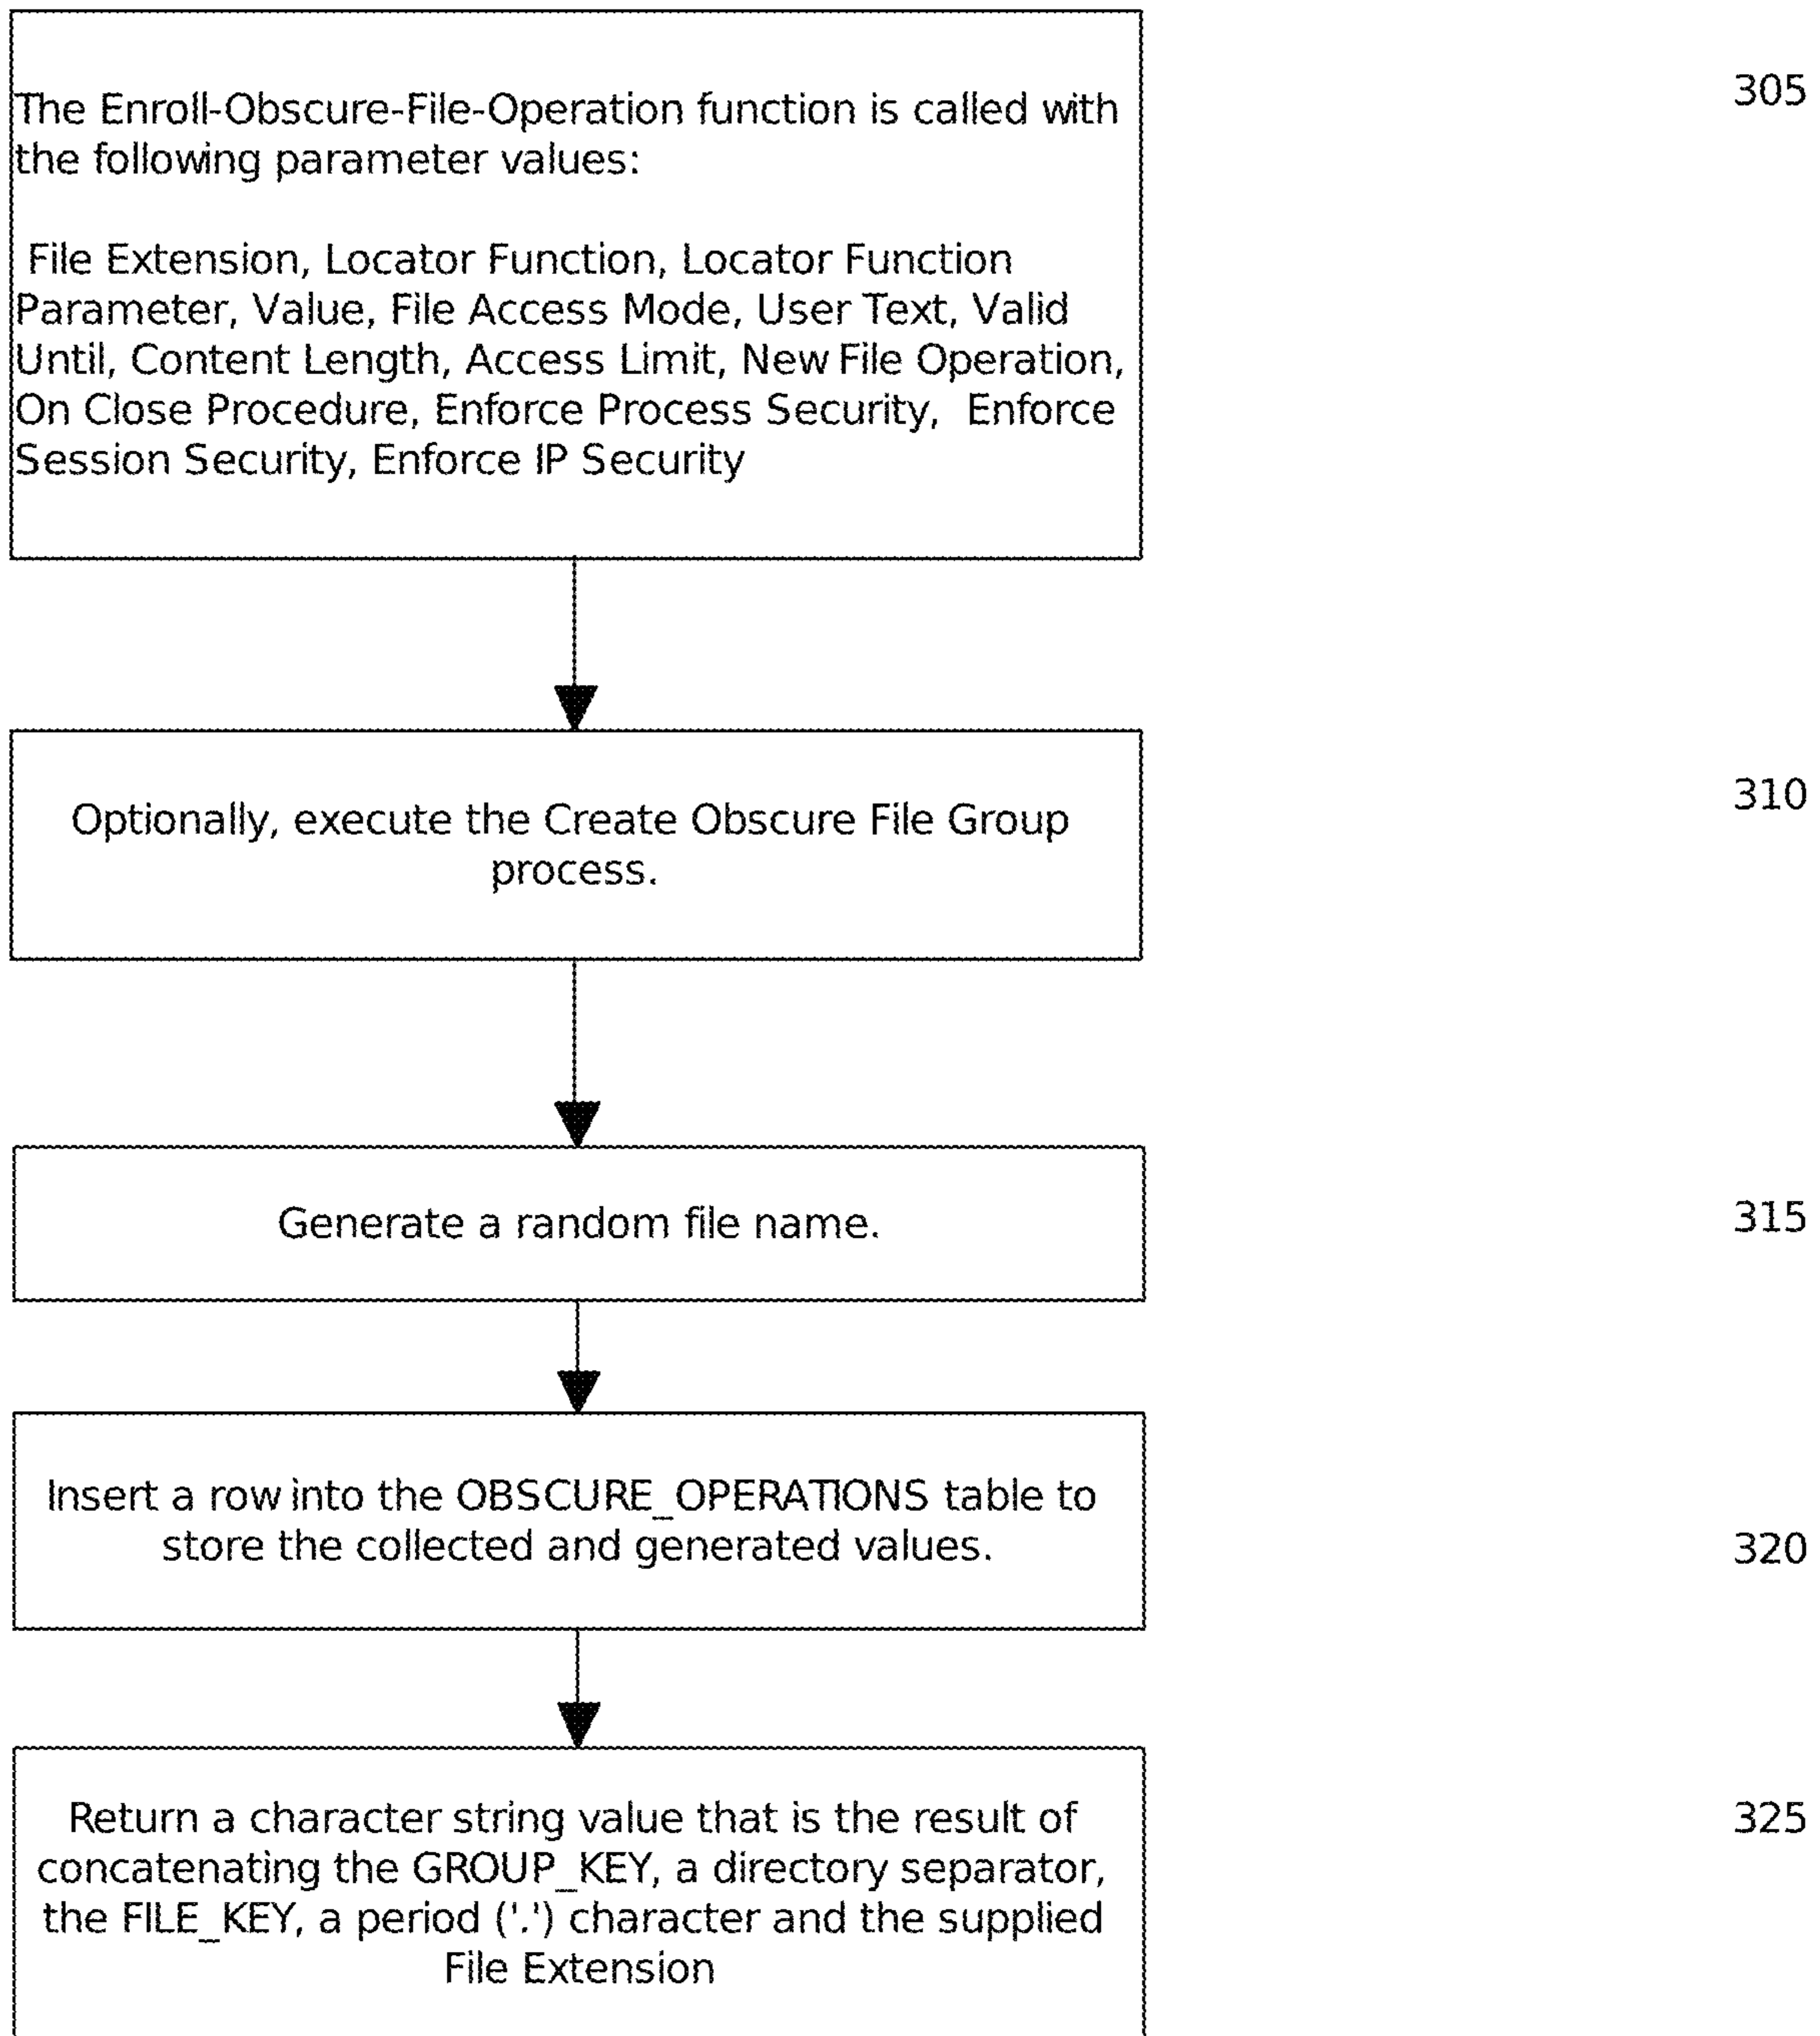 305
The Enroll-Obscure-File-Operation function is called with
the following parameter values:
File Extension, Locator Function, Locator Function
Parameter, Value, File Access Mode, User Text, Valid
Until, Content Length, Access Limit, New File Operation,
On Close Procedure, Enforce Process Security, Enforce
Session Security, Enforce IP Security
310
Optionally, execute the Create Obscure File Group
process.
315
Generate a random file name.
Insert a row into the OBSCURE_OPERATIONS table to
store the collected and generated values.
320
325
Return a character string value that is the result of
concatenating the GROUP_KEY, a directory separator,
the FILE_KEY, a period ('.') character and the supplied
File Extension